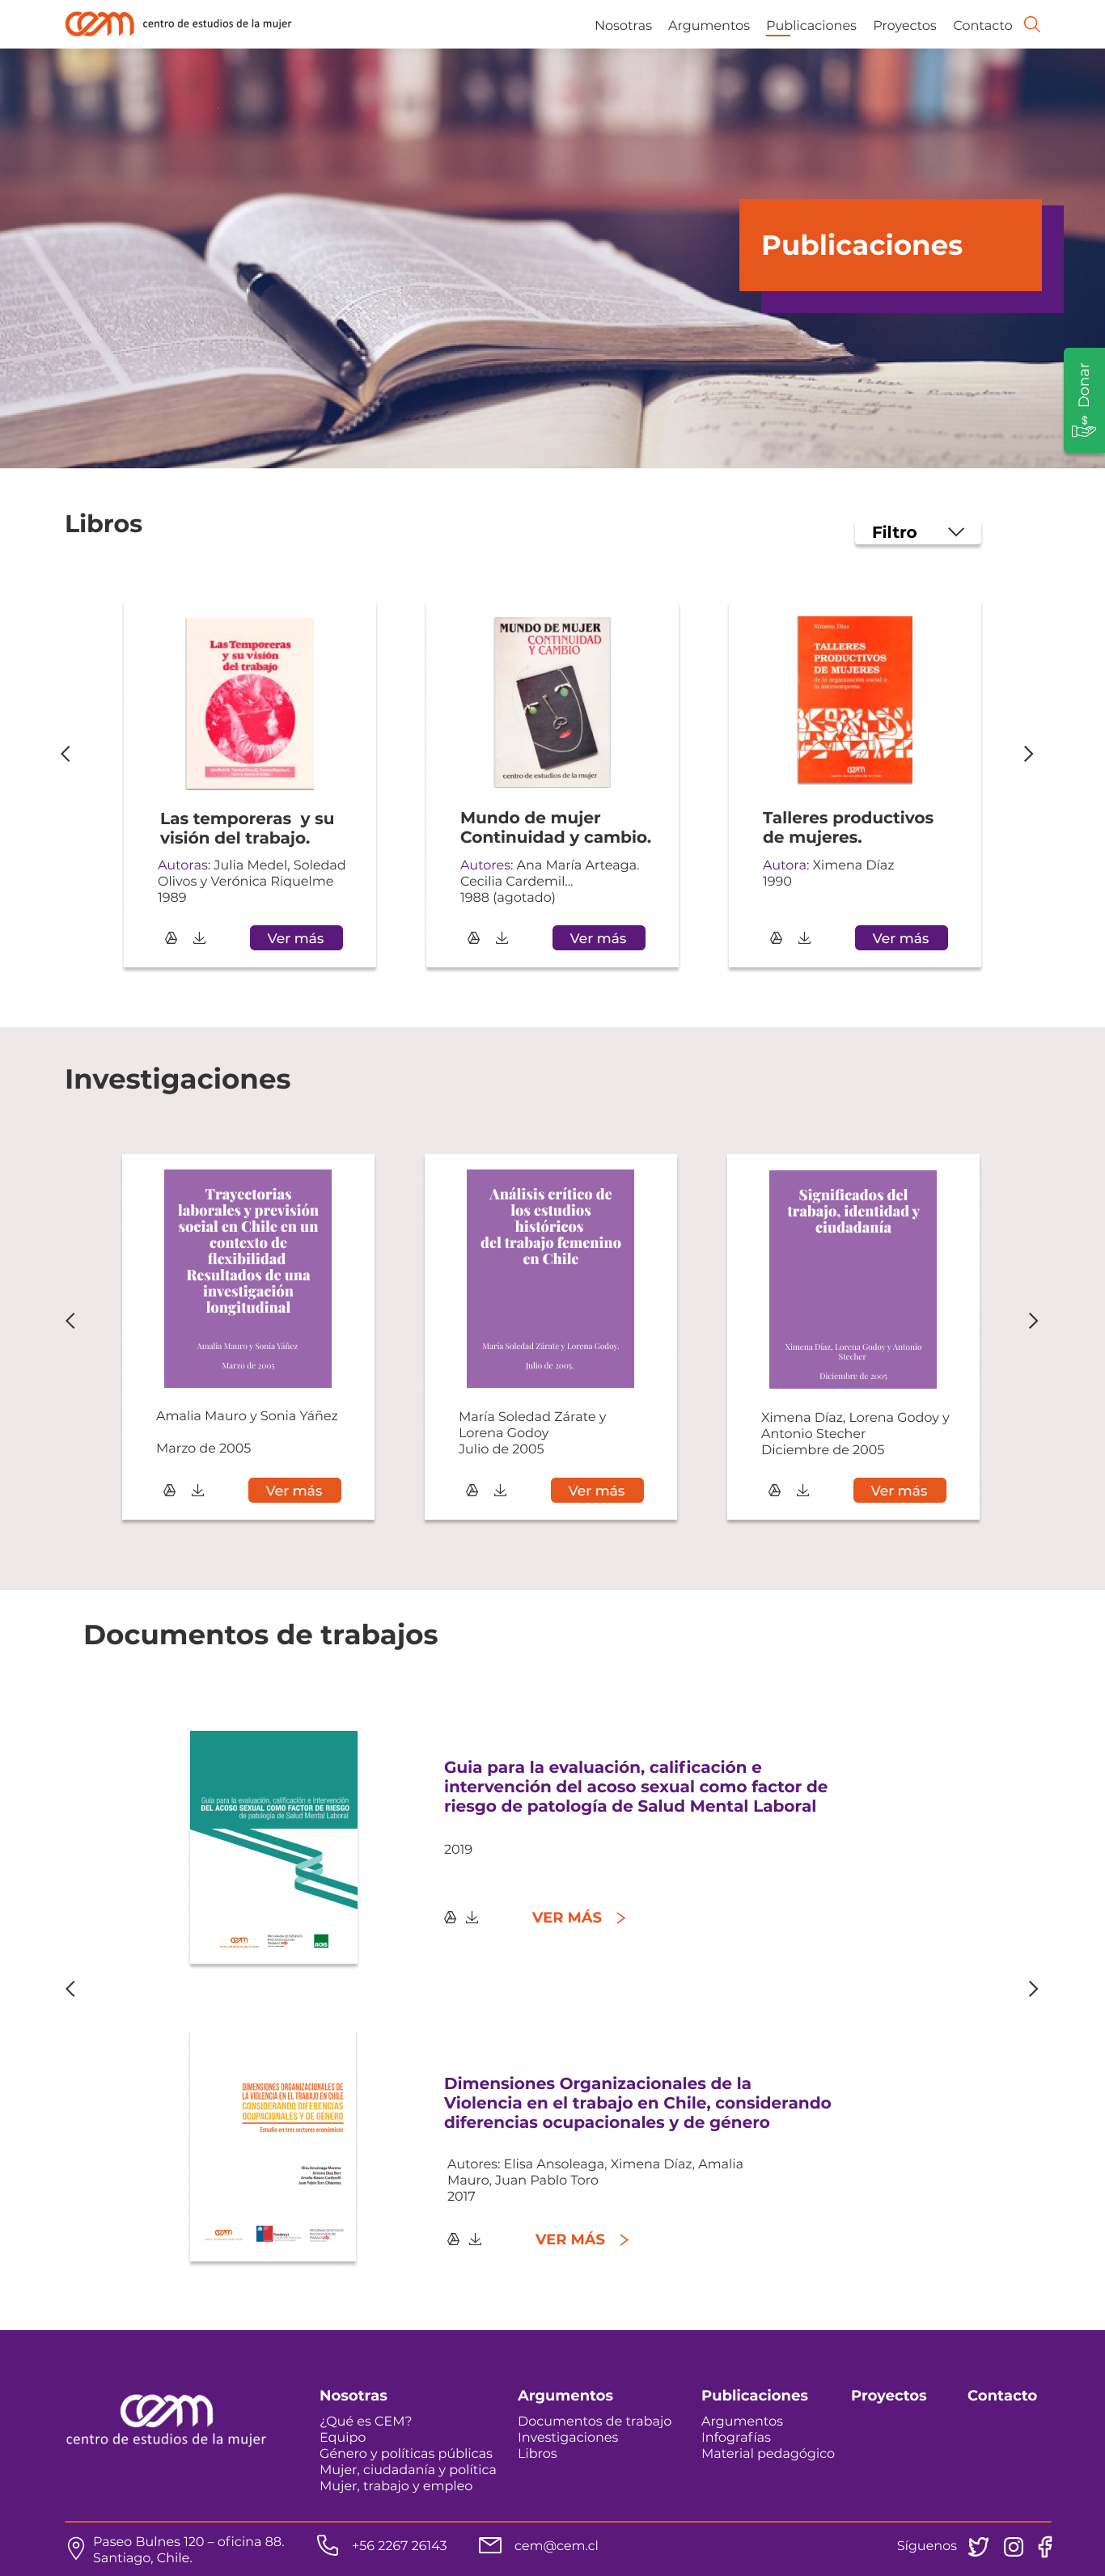 cem centro de estudios de la mujer
Nosotras Argumentos Publicaciones Proyectos Contacto
Publicaciones
Donar
$
Libros
Filtro
Las Temporeras
y su visión
del trabajo
MUNDO DE MUJER
CONTINUIDAD
Y CAMBIO
centro de estudios de la mujer
Ximena Díaz
TALLERES
PRODUCTIVOS
DE MUJERES
de la organización social a
la microempresa
cem
Las temporeras  y su
visión del trabajo.
Autoras: Julia Medel, Soledad
Olivos y Verónica Riquelme
1989
Ver más
Mundo de mujer
Continuidad y cambio.
Autores: Ana María Arteaga.
Cecilia Cardemil...
1988 (agotado)
Ver más
Talleres productivos
de mujeres.
Autora: Ximena Díaz
1990
Ver más
Investigaciones
Trayectorias
laborales y previsión
social en Chile en un
contexto de
flexibilidad
Resultados de una
investigación
longitudinal
Amalia Mauro y Sonia Yáñez
Marzo de 2005
Análisis crítico de
los estudios
históricos
del trabajo femenino
en Chile
María Soledad Zárate y Lorena Godoy.
Julio de 2005.
Significados del
trabajo, identidad y
ciudadanía
Ximena Díaz, Lorena Godoy y Antonio
Stecher
Diciembre de 2005
Amalia Mauro y Sonia Yáñez
Marzo de 2005
Ver más
María Soledad Zárate y
Lorena Godoy
Julio de 2005
Ver más
Ximena Díaz, Lorena Godoy y
Antonio Stecher
Diciembre de 2005
Ver más
Documentos de trabajos
Guía para la evaluación, calificación e intervención
DEL ACOSO SEXUAL COMO FACTOR DE RIESGO
de patología de Salud Mental Laboral
cem
Guia para la evaluación, calificación e
intervención del acoso sexual como factor de
riesgo de patología de Salud Mental Laboral
2019
VER MÁS
DIMENSIONES ORGANIZACIONALES DE
LA VIOLENCIA EN EL TRABAJO EN CHILE
CONSIDERANDO DIFERENCIAS
OCUPACIONALES Y DE GÉNERO
Estudio en tres sectores económicos
cem
Dimensiones Organizacionales de la
Violencia en el trabajo en Chile, considerando
diferencias ocupacionales y de género
Autores: Elisa Ansoleaga, Ximena Díaz, Amalia
Mauro, Juan Pablo Toro
2017
VER MÁS
cem
centro de estudios de la mujer
Nosotras
¿Qué es CEM?
Equipo
Género y políticas públicas
Mujer, ciudadanía y política
Mujer, trabajo y empleo
Argumentos
Documentos de trabajo
Investigaciones
Libros
Publicaciones
Argumentos
Infografías
Material pedagógico
Proyectos
Contacto
Paseo Bulnes 120 – oficina 88.
Santiago, Chile.
+56 2267 26143
cem@cem.cl
Síguenos